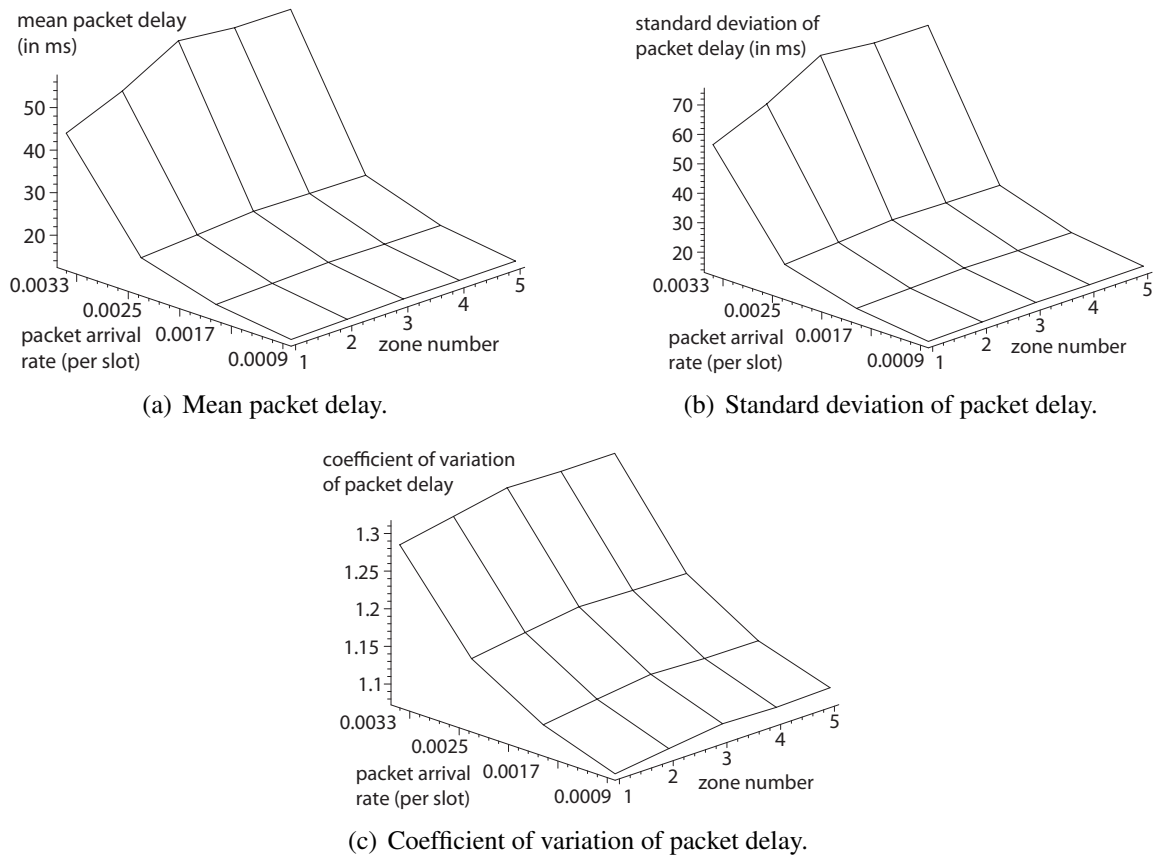 mean packet delay
(in ms)
50
40
30
20
0.0033
0.0025
0.0017
0.0009
packet arrival
rate (per slot)
1
2
3
4
5
zone number
(a) Mean packet delay.
standard deviation of
packet delay (in ms)
70
60
50
40
30
20
0.0033
0.0025
0.0017
0.0009
packet arrival
rate (per slot)
1
2
3
4
5
zone number
(b) Standard deviation of packet delay.
coefficient of variation
of packet delay
1.3
1.25
1.2
1.15
1.1
0.0033
0.0025
0.0017
0.0009
packet arrival
rate (per slot)
1
2
3
4
5
zone number
(c) Coefficient of variation of packet delay.